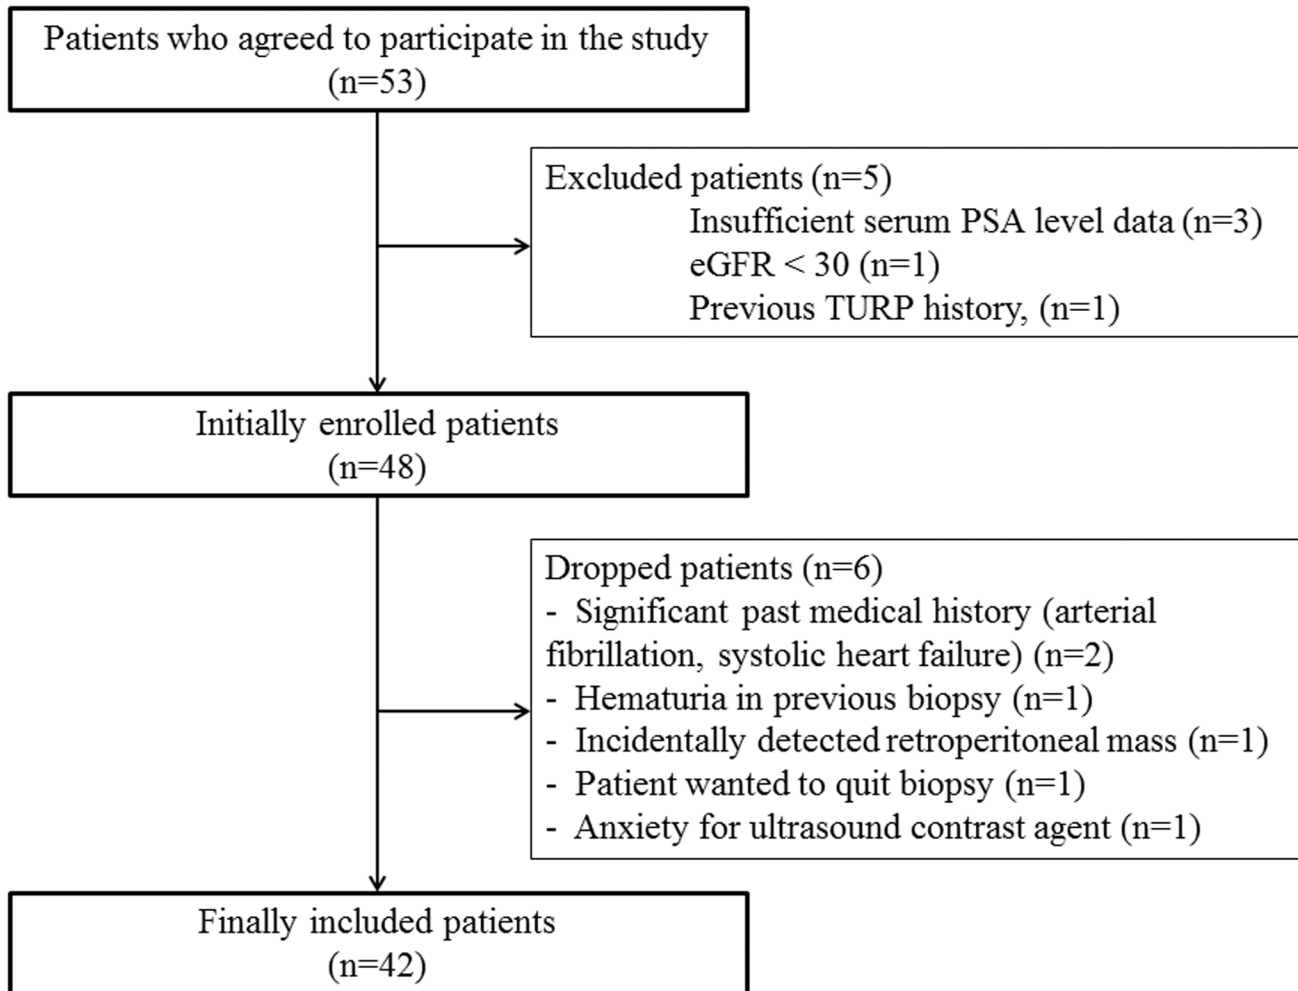 Patients who agreed to participate in the study
(n=53)
Excluded patients (n=5)
Insufficient serum PSA level data (n=3)
eGFR < 30 (n=1)
Previous TURP history, (n=1)
Initially enrolled patients
(n=48)
Dropped patients (n=6)
- Significant past medical history (arterial
fibrillation, systolic heart failure) (n=2)
- Hematuria in previous biopsy (n=1)
- Incidentally detected retroperitoneal mass (n=1)
- Patient wanted to quit biopsy (n=1)
- Anxiety for ultrasound contrast agent (n=1)
Finally included patients
(n=42)